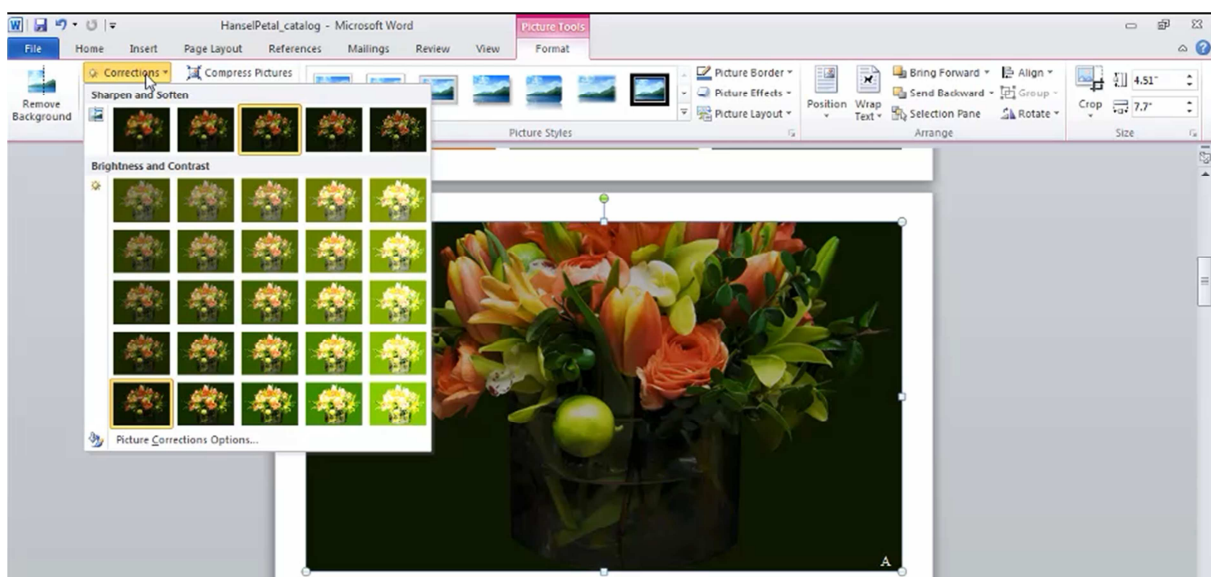 HanselPetal_catalog - Microsoft Word
Picture Tools
File Home Insert Page Layout References Mailings Review View Format
Remove Background
Corrections
Compress Pictures
Sharpen and Soften
Brightness and Contrast
Picture Corrections Options...
Picture Styles
Picture Border
Picture Effects
Picture Layout
Position
Wrap Text
Bring Forward
Send Backward
Selection Pane
Align
Group
Rotate
Arrange
Crop
4.51"
7.7"
Size
A